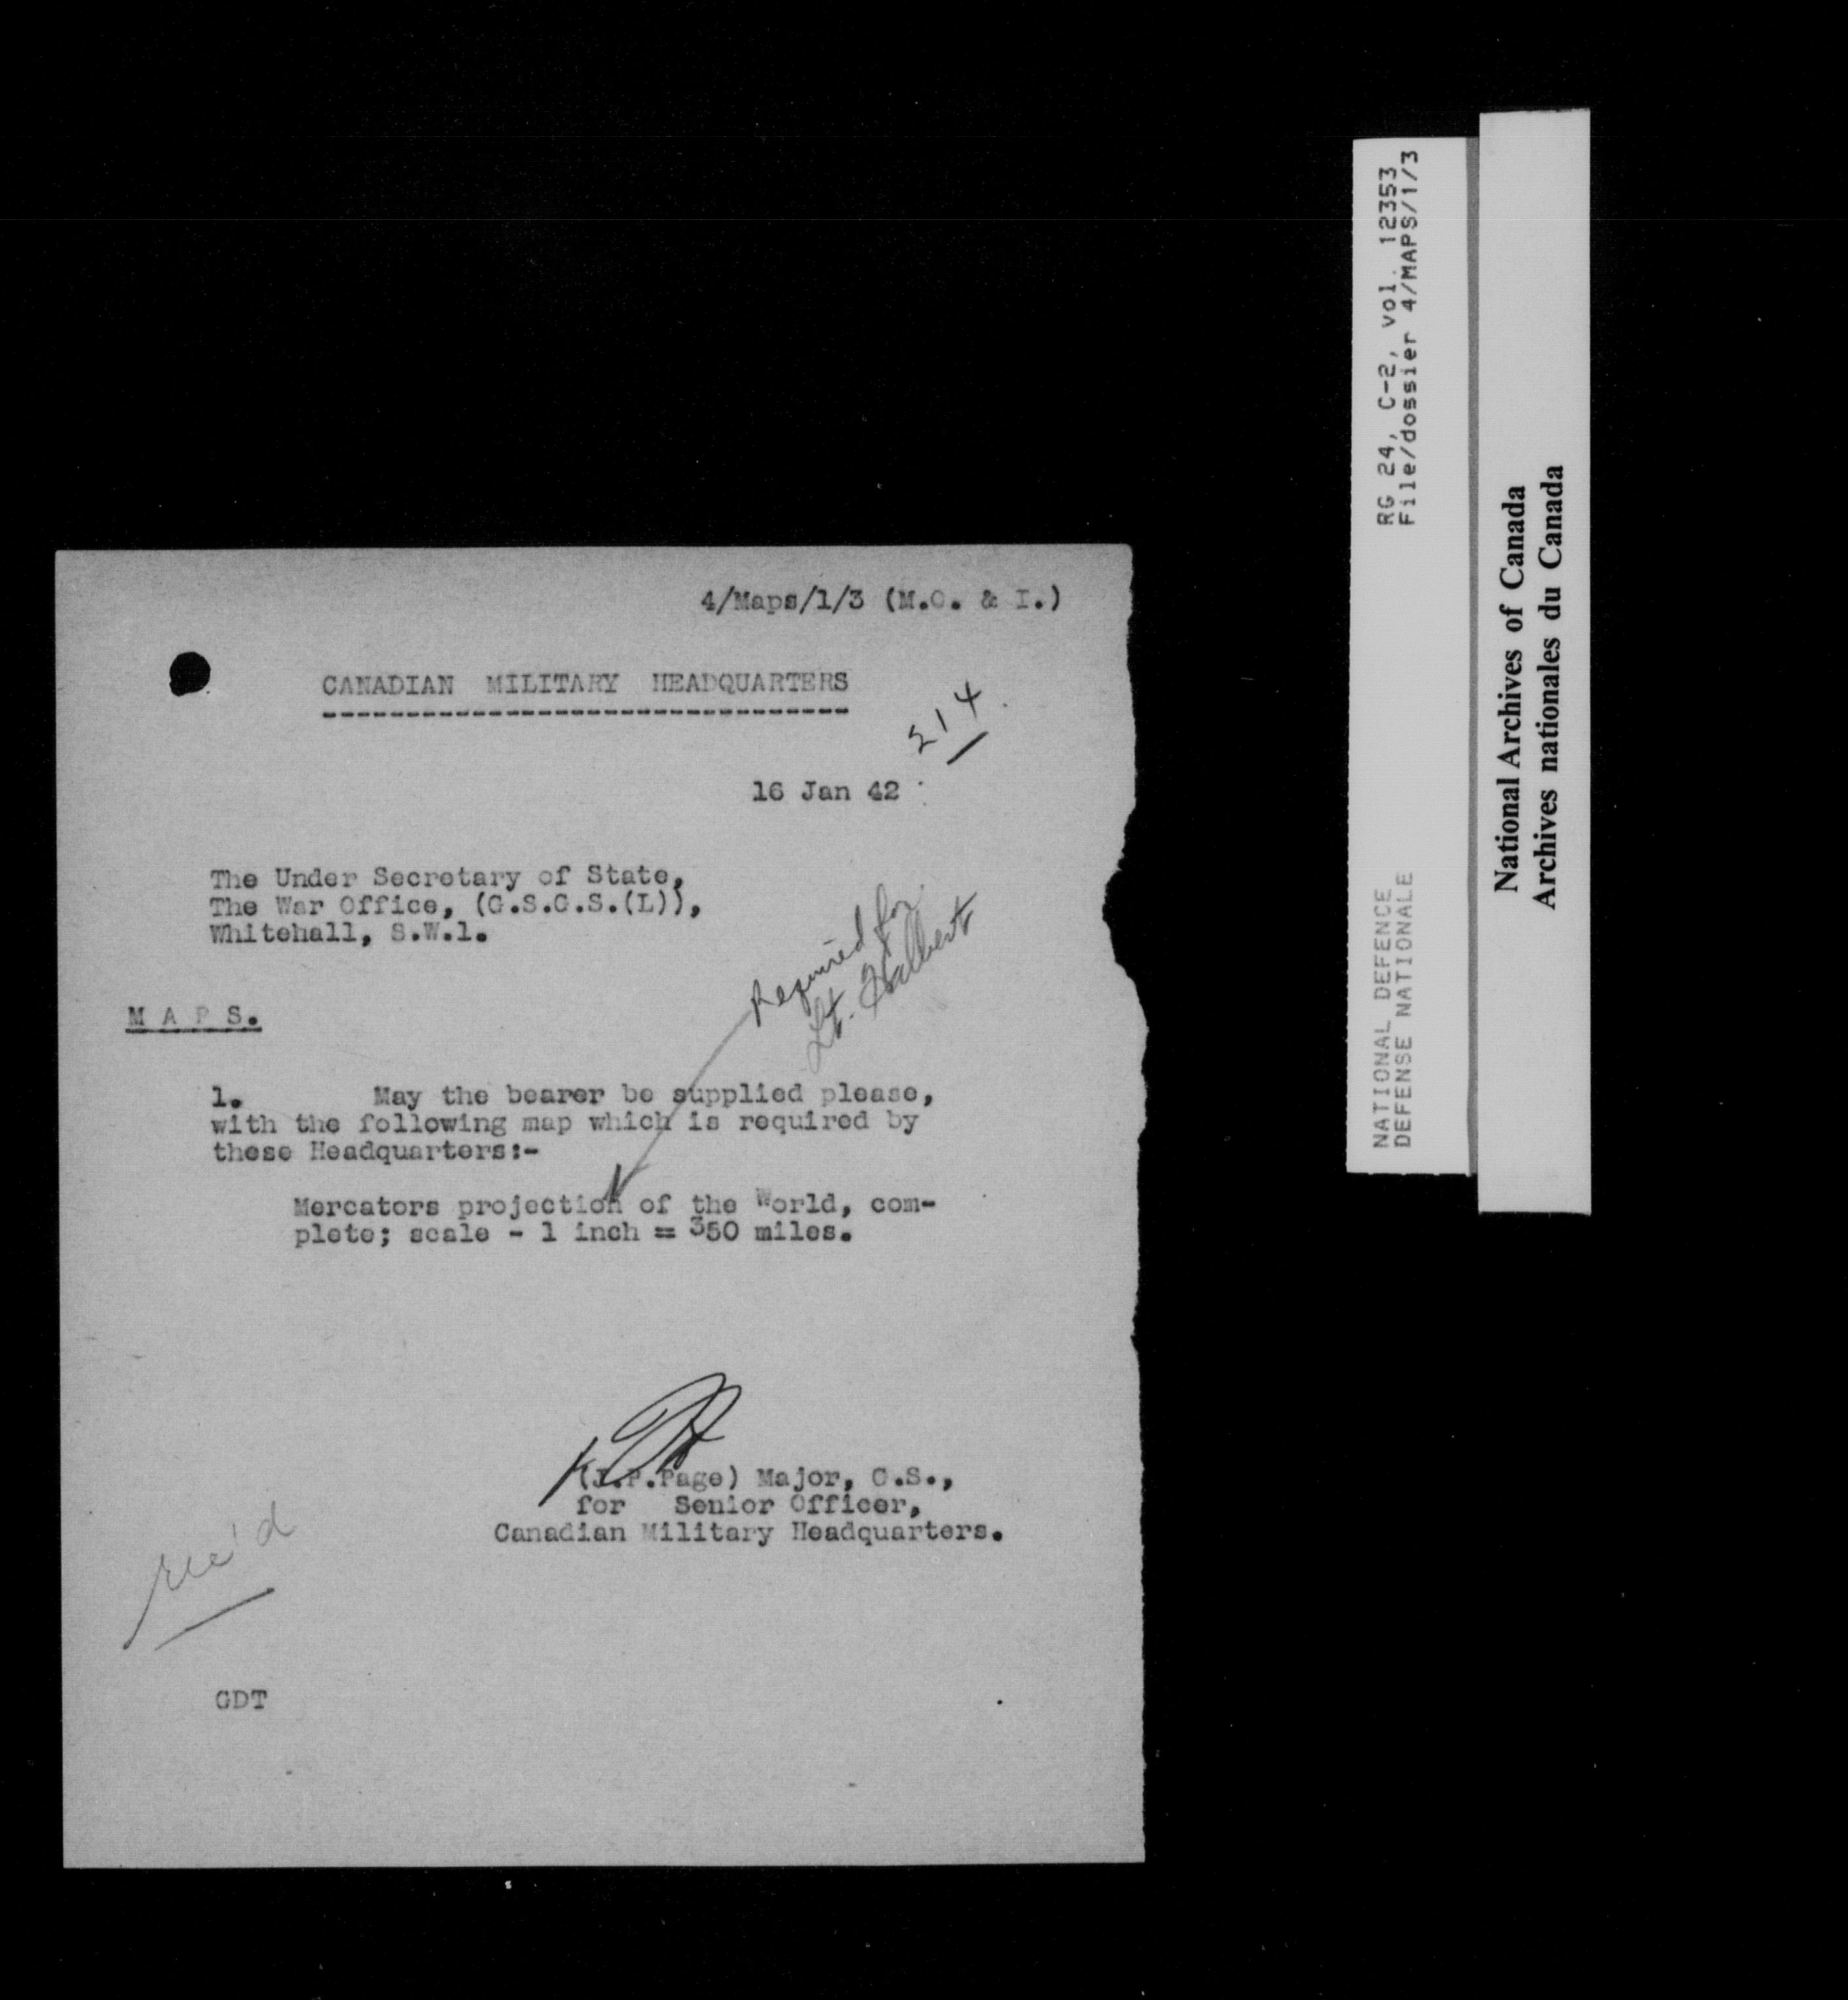 4/Maps/1/3 (M.O. & I.)
CANADIAN MILITARY HEADQUARTERS
214.
16 Jan 42
The Under Secretary of State,
The War Office, (G.S.G.S.(L)),
Whitehall, S.W.1.
Required for
Lt. Halbert
M A P S.
1. May the bearer be supplied please,
with the following map which is required by
these Headquarters:-
Mercators projection of the World, com-
plete; scale - 1 inch = 350 miles.
(J.P.Page) Major, G.S.,
for Senior Officer,
Canadian Military Headquarters.
rec'd
GDT
RG 24, C-2, vol. 12353
File/dossier 4/MAPS/1/3
NATIONAL DEFENCE
DEFENSE NATIONALE
National Archives of Canada
Archives nationales du Canada